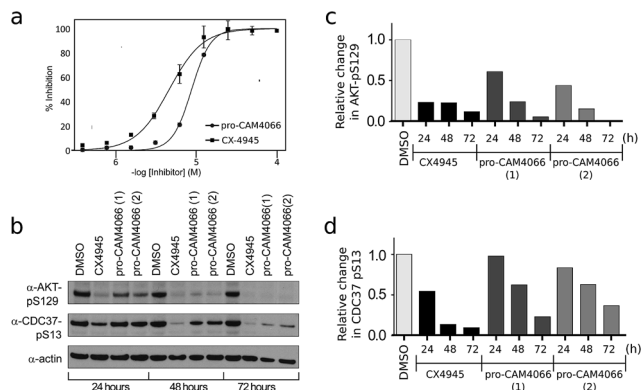 a
100
80
60
40
20
0
% Inhibition
pro-CAM4066
CX-4945
6
5
4
-log [Inhibitor] (M)
b
DMSO
CX4945
pro-CAM4066 (1)
pro-CAM4066 (2)
DMSO
CX4945
pro-CAM4066 (1)
pro-CAM4066 (2)
DMSO
CX4945
pro-CAM4066(1)
pro-CAM4066(2)
α-AKT-
pS129
α-CDC37-
pS13
α-actin
24 hours
48 hours
72 hours
c
Relative change
in AKT-pS129
1.0
0.5
0.0
DMSO
24 48 72 24 48 72 24 48 72 (h)
CX4945
pro-CAM4066
(1)
pro-CAM4066
(2)
d
Relative change
in CDC37 pS13
1.0
0.5
0.0
DMSO
24 48 72 24 48 72 24 48 72 (h)
CX4945
pro-CAM4066
(1)
pro-CAM4066
(2)